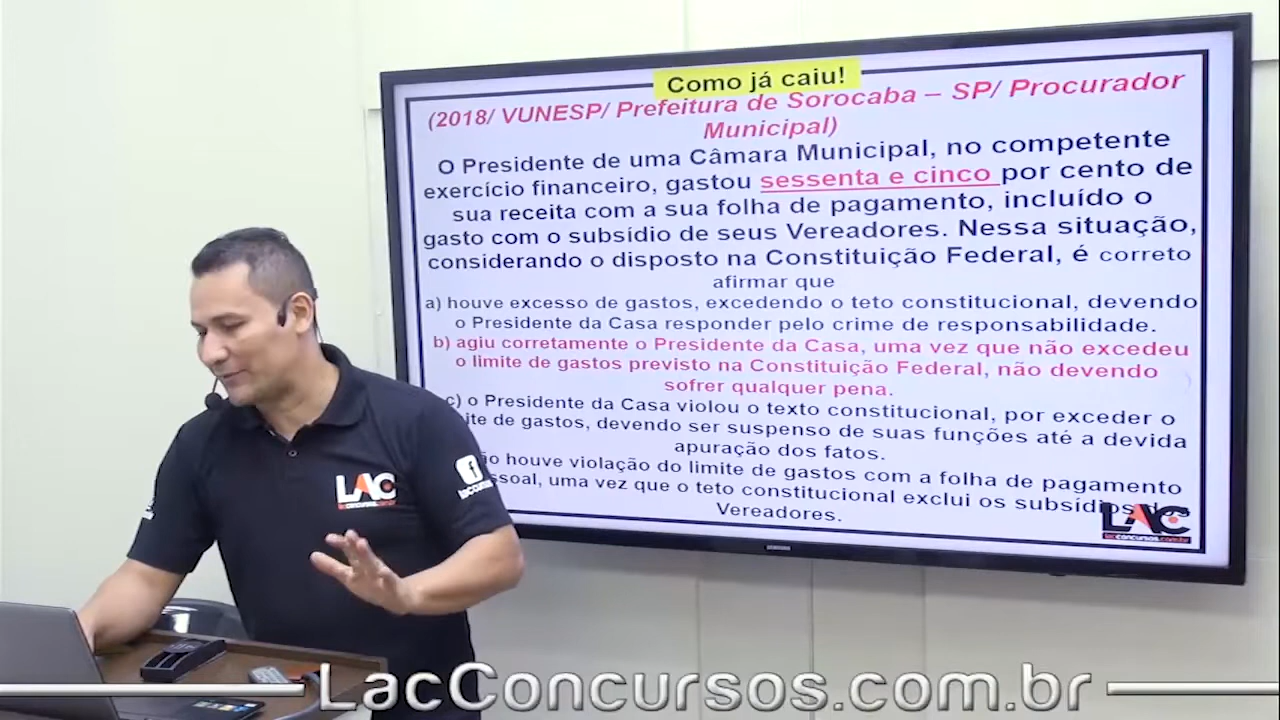 Como já caiu!
(2018/ VUNESP/ Prefeitura de Sorocaba – SP/ Procurador
Municipal)
O Presidente de uma Câmara Municipal, no competente
exercício financeiro, gastou sessenta e cinco por cento de
sua receita com a sua folha de pagamento, incluído o
gasto com o subsídio de seus Vereadores. Nessa situação,
considerando o disposto na Constituição Federal, é correto
afirmar que
a) houve excesso de gastos, excedendo o teto constitucional, devendo
o Presidente da Casa responder pelo crime de responsabilidade.
b) agiu corretamente o Presidente da Casa, uma vez que não excedeu
o limite de gastos previsto na Constituição Federal, não devendo
sofrer qualquer pena.
c) o Presidente da Casa violou o texto constitucional, por exceder o
de gastos, devendo ser suspenso de suas funções até a devida
apuração dos fatos.
houve violação do limite de gastos com a folha de pagamento
uma vez que o teto constitucional exclui os
Vereadores.
LAC
lacconcursos.com.br
LAC
f
LacConcursos.com.br